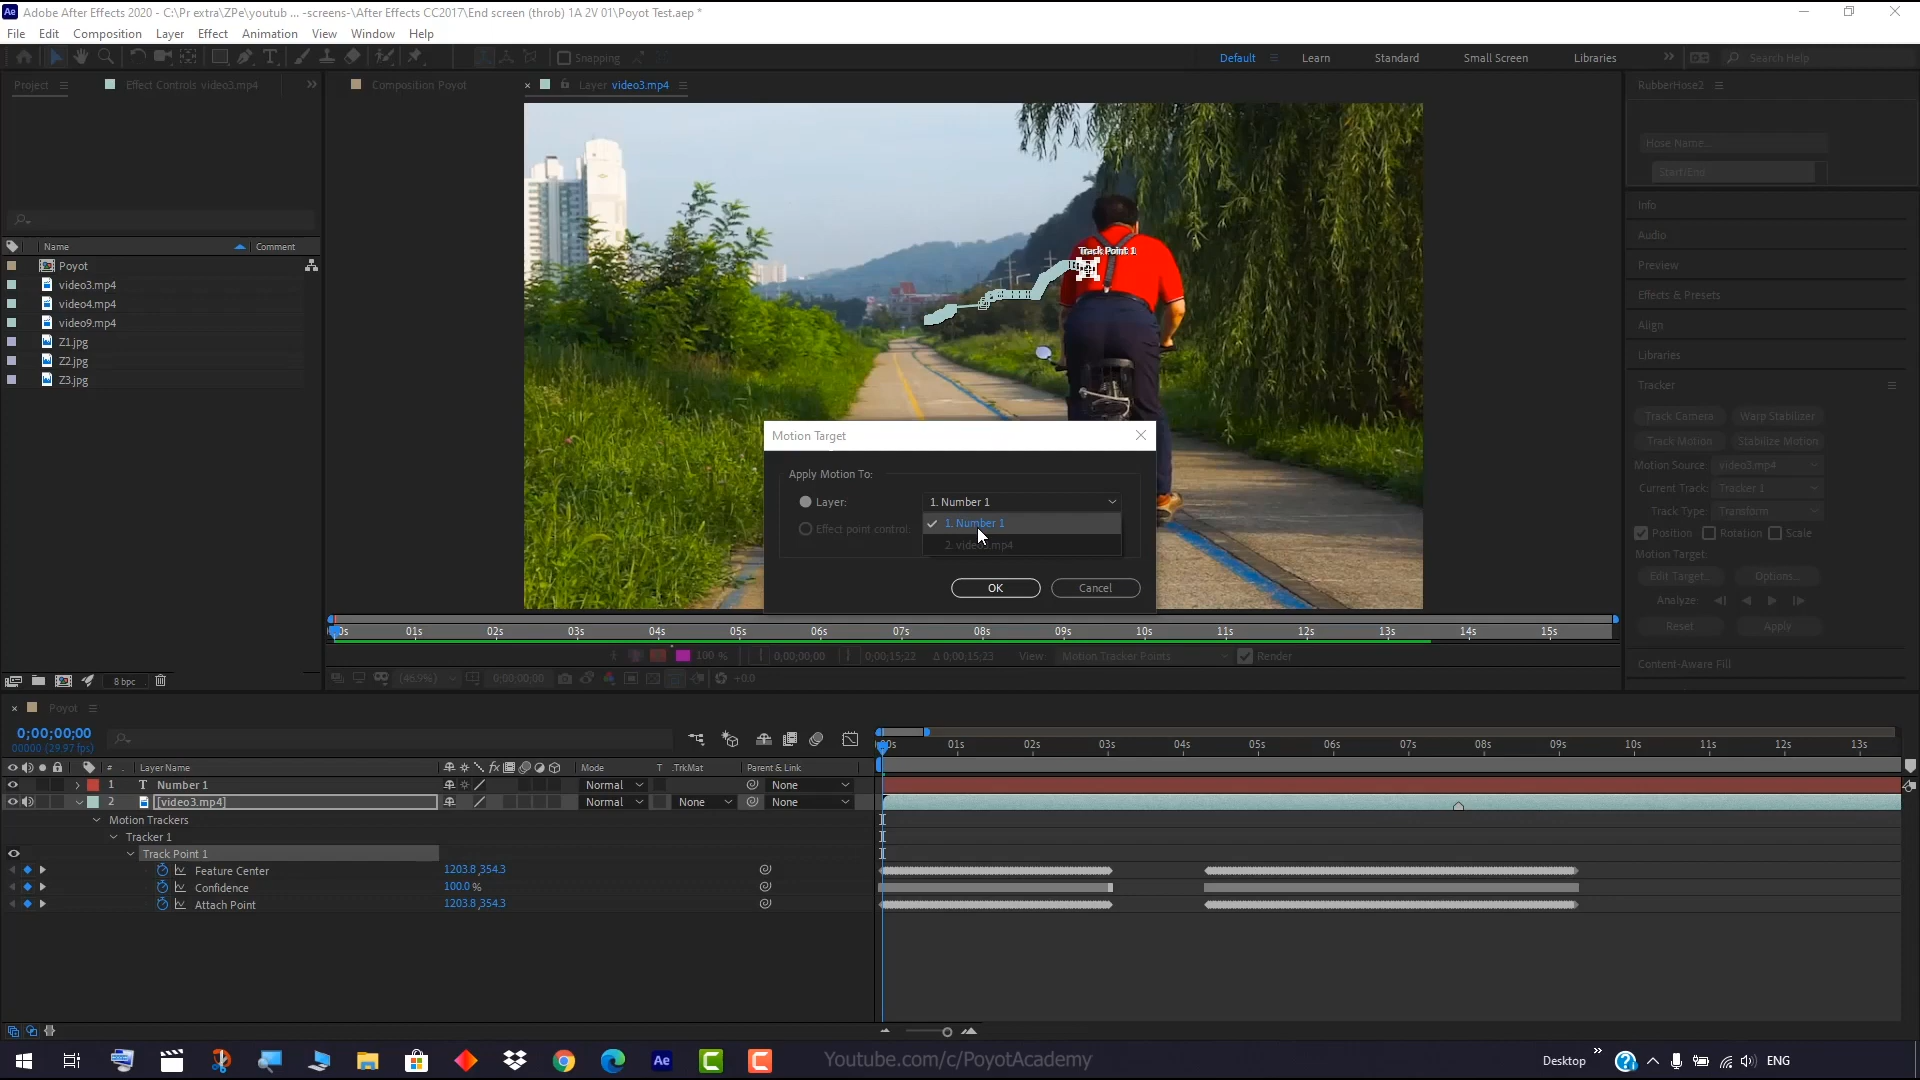 Adobe After Effects 2020 - C:\Pr extra\ZPe\youtub ... -screens-\After Effects CC2017\End screen (throb) 1A 2V 01\Poyot Test.aep *
File Edit Composition Layer Effect Animation View Window Help
Snapping Default Learn Standard Small Screen Libraries Search Help
Project Effect Controls video3.mp4 Composition Poyot Layer video3.mp4 RubberHose2
Hose Name...
Start/End
Info
Audio
Preview
Effects & Presets
Align
Libraries
Tracker
Track Camera Warp Stabilizer
Track Motion Stabilize Motion
Motion Source video3.mp4
Current Track: Tracker 1
Track Type: Transform
Position Rotation Scale
Motion Target:
Edit Target... Options...
Analyze:
Reset Apply
Content-Aware Fill
Name Comment
Poyot
video3.mp4
video4.mp4
video9.mp4
Z1.jpg
Z2.jpg
Z3.jpg
8 bpc
Track Point 1
Motion Target
Apply Motion To:
Layer: 1. Number 1
1. Number 1
Effect point control:
OK Cancel
01s 02s 03s 04s 05s 06s 07s 08s 09s 10s 11s 12s 13s 14s 15s
100 % 0;00;00;00 0;00;15;22 Δ 0;00;15;23 View: Motion Tracker Points Render
(46.9%) 0;00;00;00 +0.0
Poyot
0;00;00;00
00000 (29.97 fps)
01s 02s 03s 04s 05s 06s 07s 08s 09s 10s 11s 12s 13s
# Layer Name Mode T .TrkMat Parent & Link
1 T Number 1 Normal None
2 [video3.mp4] Normal None None
Motion Trackers
Tracker 1
Track Point 1
Feature Center 1203.8,354.3
Confidence 100.0 %
Attach Point 1203.8,354.3
Youtube.com/c/PoyotAcademy
Desktop ENG